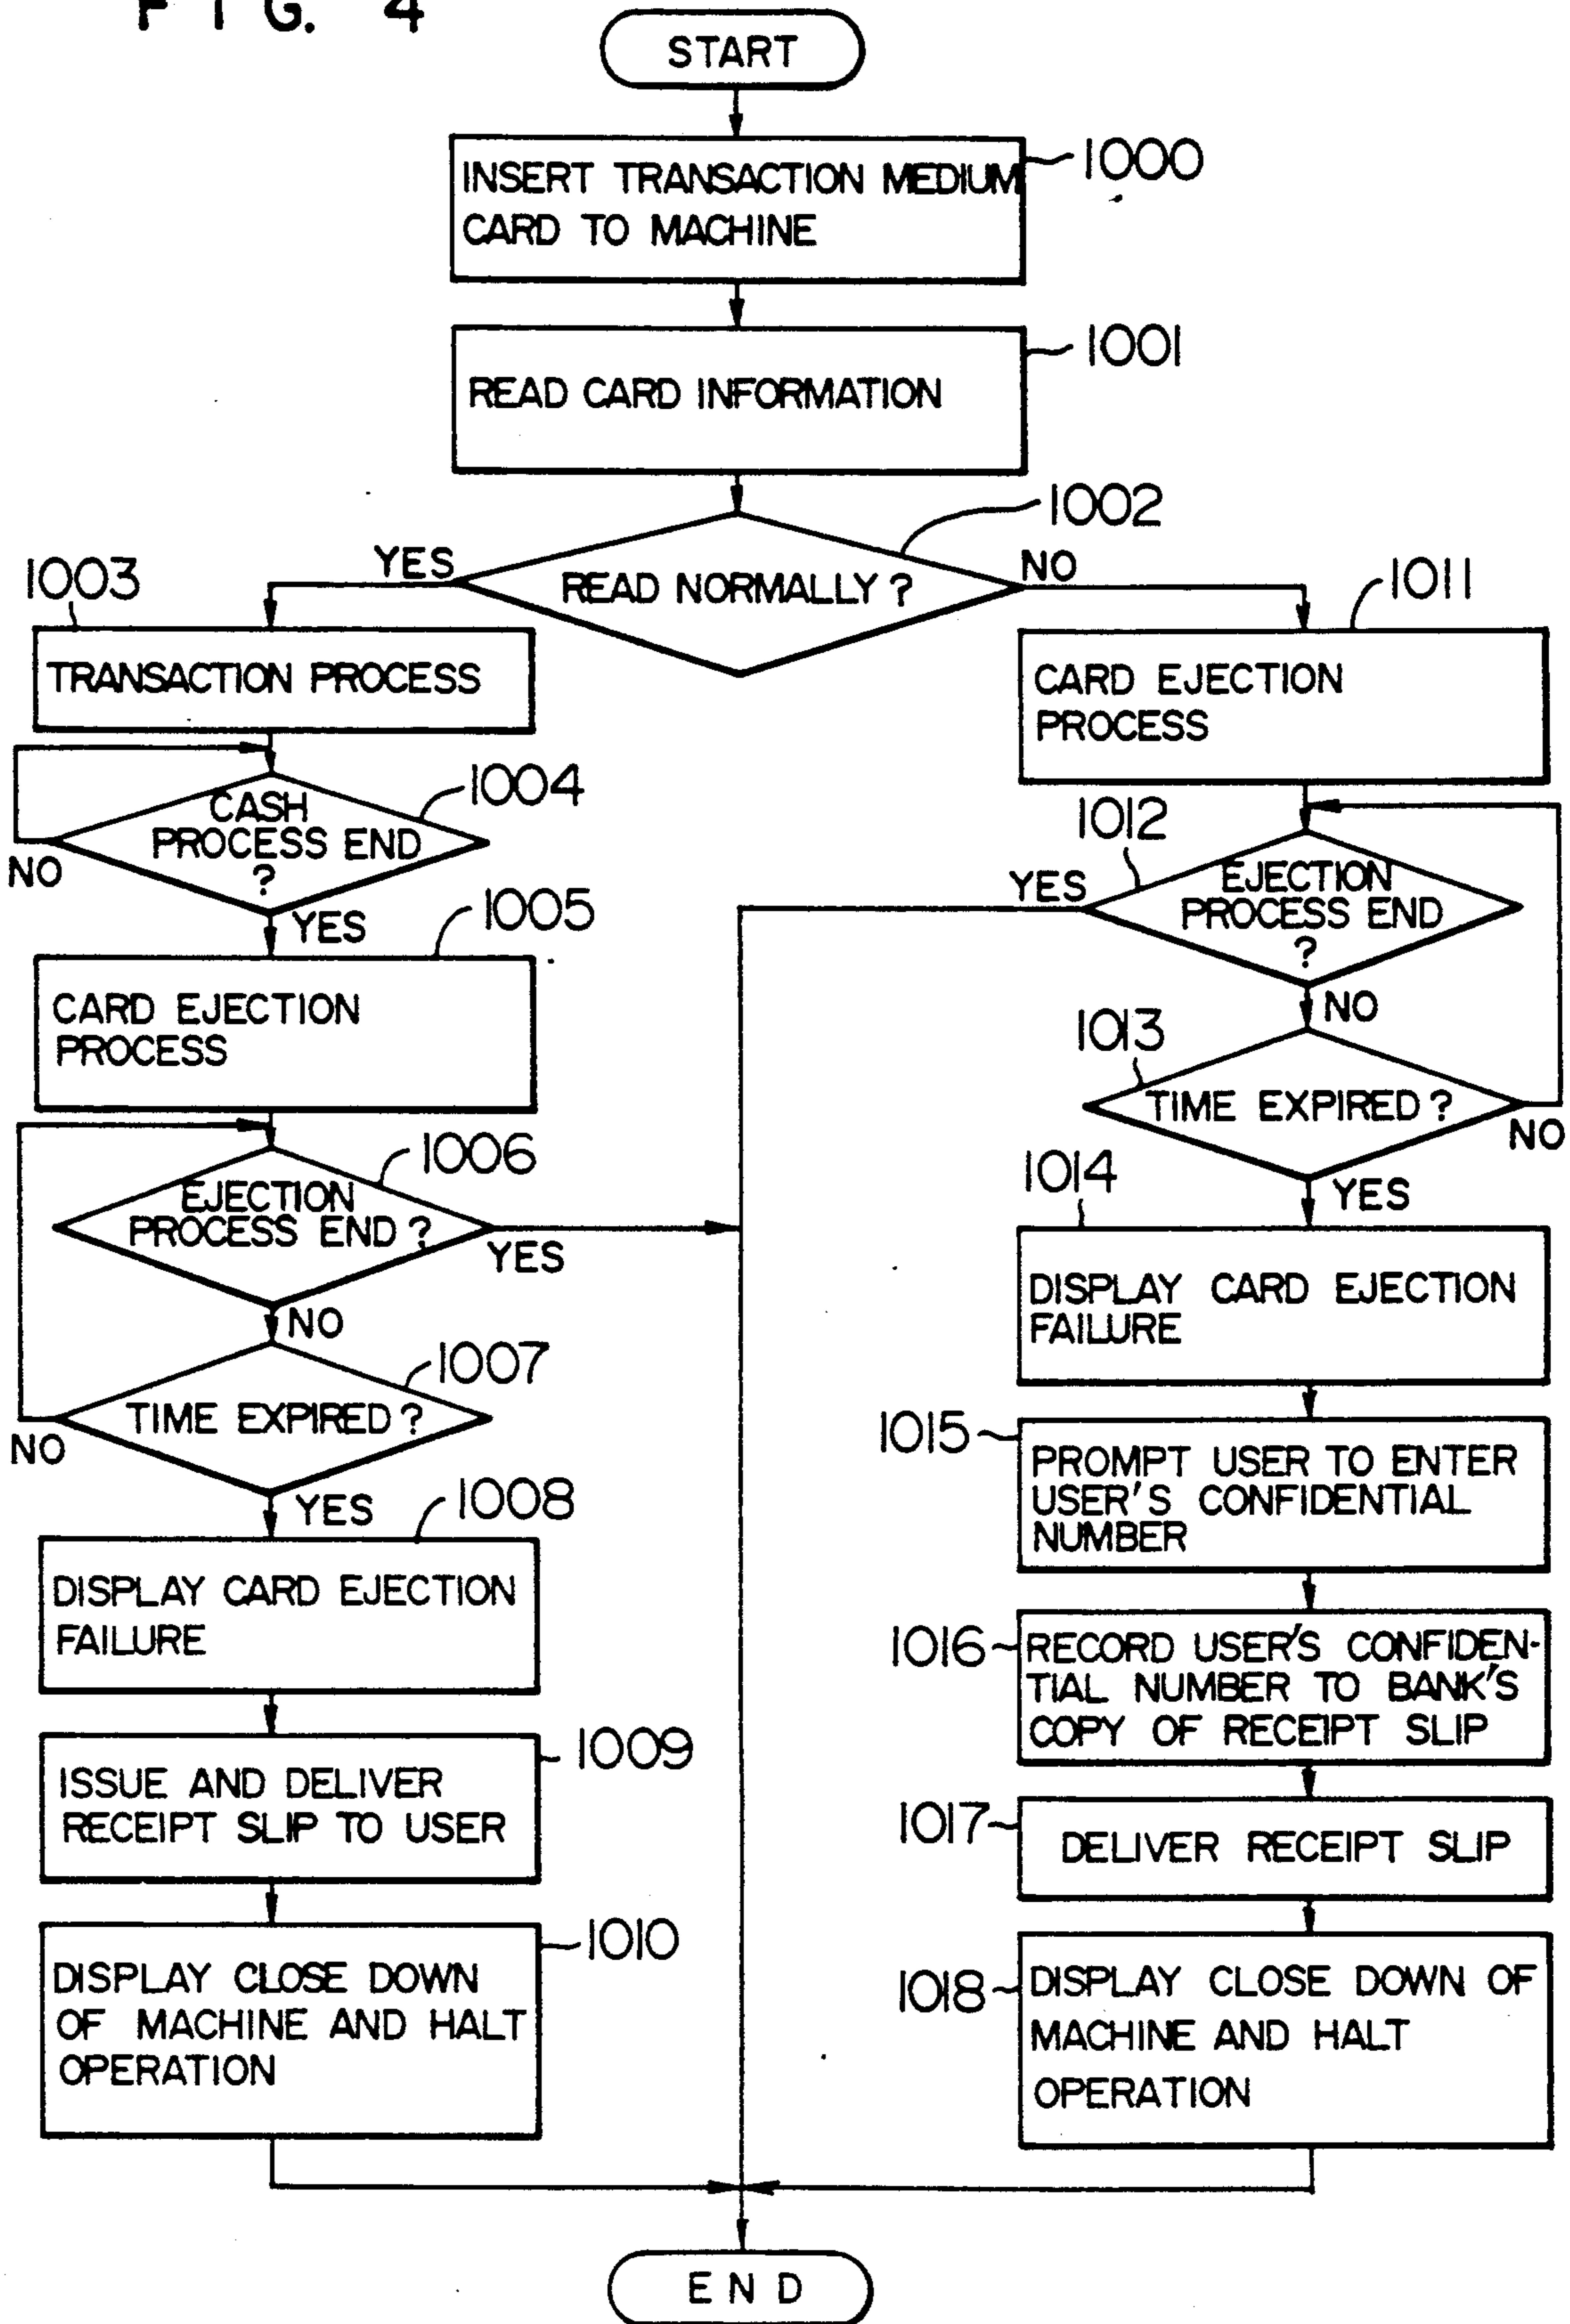 FIG. 4
START
INSERT TRANSACTION MEDIUM
CARD TO MACHINE
1000
READ CARD INFORMATION
1001
READ NORMALLY ?
1002
YES
NO
1003
TRANSACTION PROCESS
CASH
PROCESS END
?
1004
NO
YES
1005
CARD EJECTION
PROCESS
EJECTION
PROCESS END ?
1006
YES
NO
TIME EXPIRED ?
1007
NO
YES
1008
DISPLAY CARD EJECTION
FAILURE
1009
ISSUE AND DELIVER
RECEIPT SLIP TO USER
1010
DISPLAY CLOSE DOWN
OF MACHINE AND HALT
OPERATION
1011
CARD EJECTION
PROCESS
1012
EJECTION
PROCESS END
?
YES
NO
1013
TIME EXPIRED ?
NO
YES
1014
DISPLAY CARD EJECTION
FAILURE
1015
PROMPT USER TO ENTER
USER'S CONFIDENTIAL
NUMBER
1016
RECORD USER'S CONFIDEN-
TIAL NUMBER TO BANK'S
COPY OF RECEIPT SLIP
1017
DELIVER RECEIPT SLIP
1018
DISPLAY CLOSE DOWN OF
MACHINE AND HALT
OPERATION
END